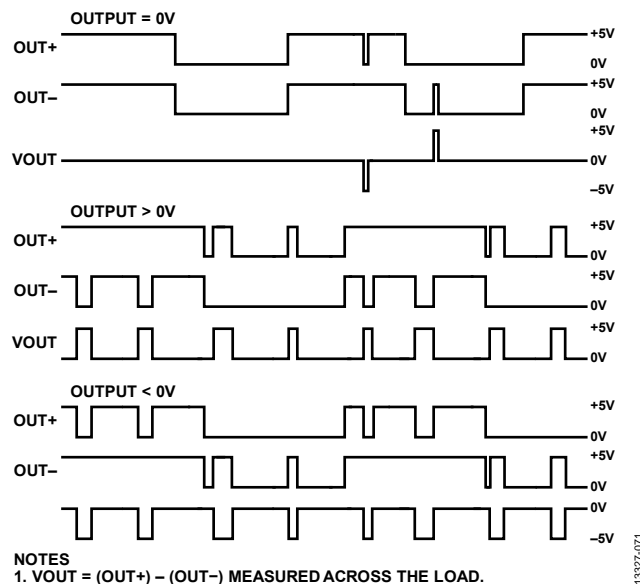 OUTPUT = 0V
OUT+
+5V
0V
OUT–
+5V
0V
VOUT
+5V
0V
–5V
OUTPUT > 0V
OUT+
+5V
0V
OUT–
+5V
0V
VOUT
+5V
0V
OUTPUT < 0V
OUT+
+5V
0V
OUT–
+5V
0V
0V
–5V
NOTES
1. VOUT = (OUT+) – (OUT–) MEASURED ACROSS THE LOAD.
13327-071